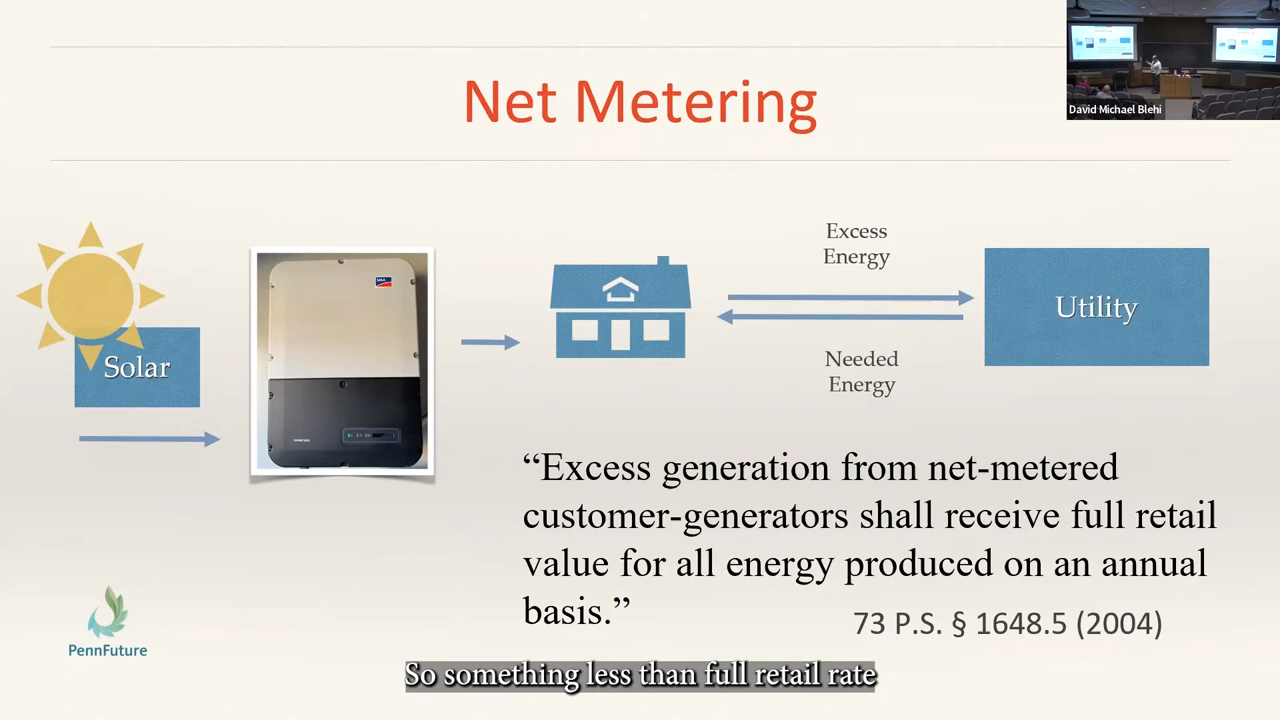 Net Metering
David Michael Blehi
Excess
Energy
Solar
Utility
Needed
Energy
“Excess generation from net-metered
customer-generators shall receive full retail
value for all energy produced on an annual
basis.”
73 P.S. § 1648.5 (2004)
PennFuture
So something less than full retail rate